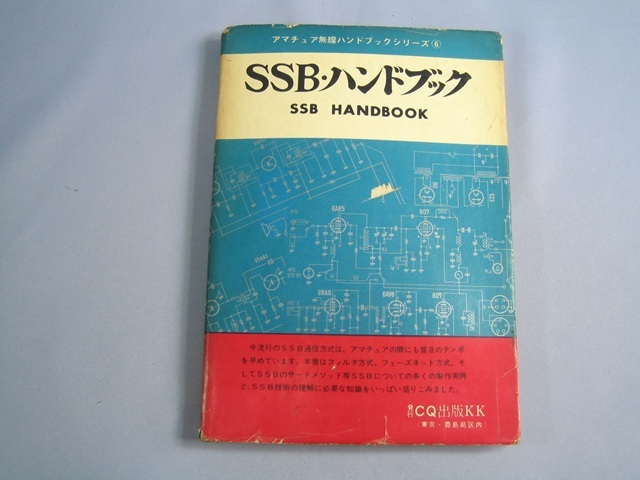 アマチュア無線ハンドブックシリーズ⑥
SSB・ハンドブック
SSB HANDBOOK
6AR5
807
6BA6
807
今流行のSSB通信方式は、アマチュアの間にも普及のテンポ
を早めています。本書はフィルタ方式、フェーズネット方式、そ
してSSBのサードメソッド等SSBについての多くの製作実例
と、SSB技術の理解に必要な知識をいっぱい盛りこみました。
発行 CQ出版KK
(東京・豊島局区内)